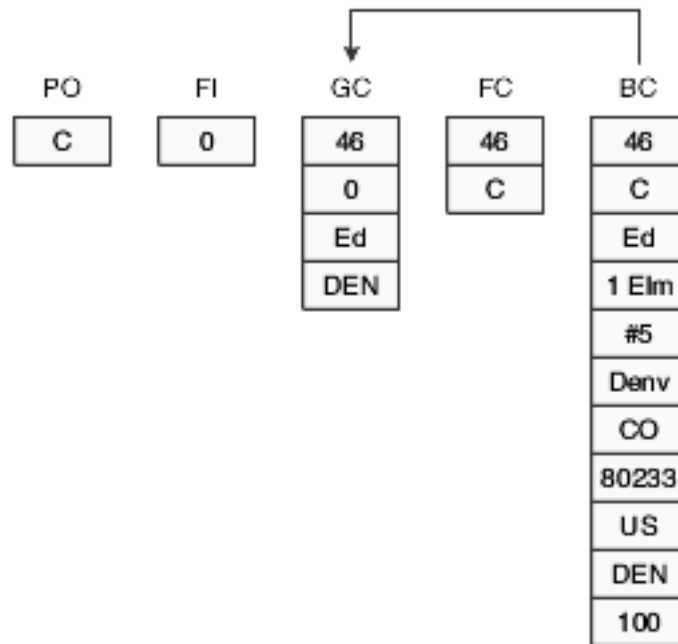 PO FI GC FC BC
C 0 46 46 46
0 C C
Ed Ed
DEN 1 Elm
#5
Denv
CO
80233
US
DEN
100